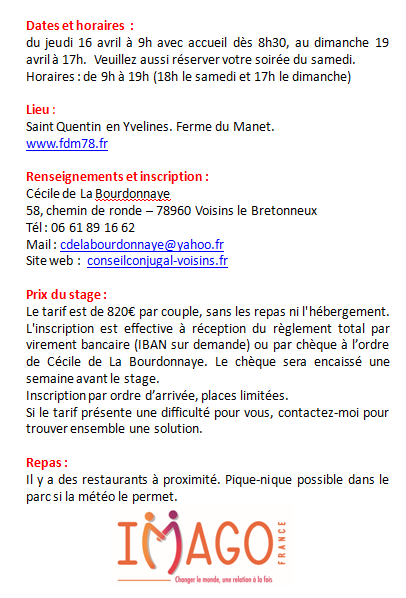 Dates et horaires :
du jeudi 16 avril à 9h avec accueil dès 8h30, au dimanche 19
avril à 17h. Veuillez aussi réserver votre soirée du samedi.
Horaires : de 9h à 19h (18h le samedi et 17h le dimanche)
Lieu :
Saint Quentin en Yvelines. Ferme du Manet.
www.fdm78.fr
Renseignements et inscription :
Cécile de La Bourdonnaye
58, chemin de ronde – 78960 Voisins le Bretonneux
Tél : 06 61 89 16 62
Mail : cdelabourdonnaye@yahoo.fr
Site web : conseilconjugal-voisins.fr
Prix du stage :
Le tarif est de 820€ par couple, sans les repas ni l'hébergement.
L'inscription est effective à réception du règlement total par
virement bancaire (IBAN sur demande) ou par chèque à l’ordre
de Cécile de La Bourdonnaye. Le chèque sera encaissé une
semaine avant le stage.
Inscription par ordre d’arrivée, places limitées.
Si le tarif présente une difficulté pour vous, contactez-moi pour
trouver ensemble une solution.
Repas :
Il y a des restaurants à proximité. Pique-nique possible dans le
parc si la météo le permet.
IMAGO
FRANCE
Changer le monde, une relation à la fois